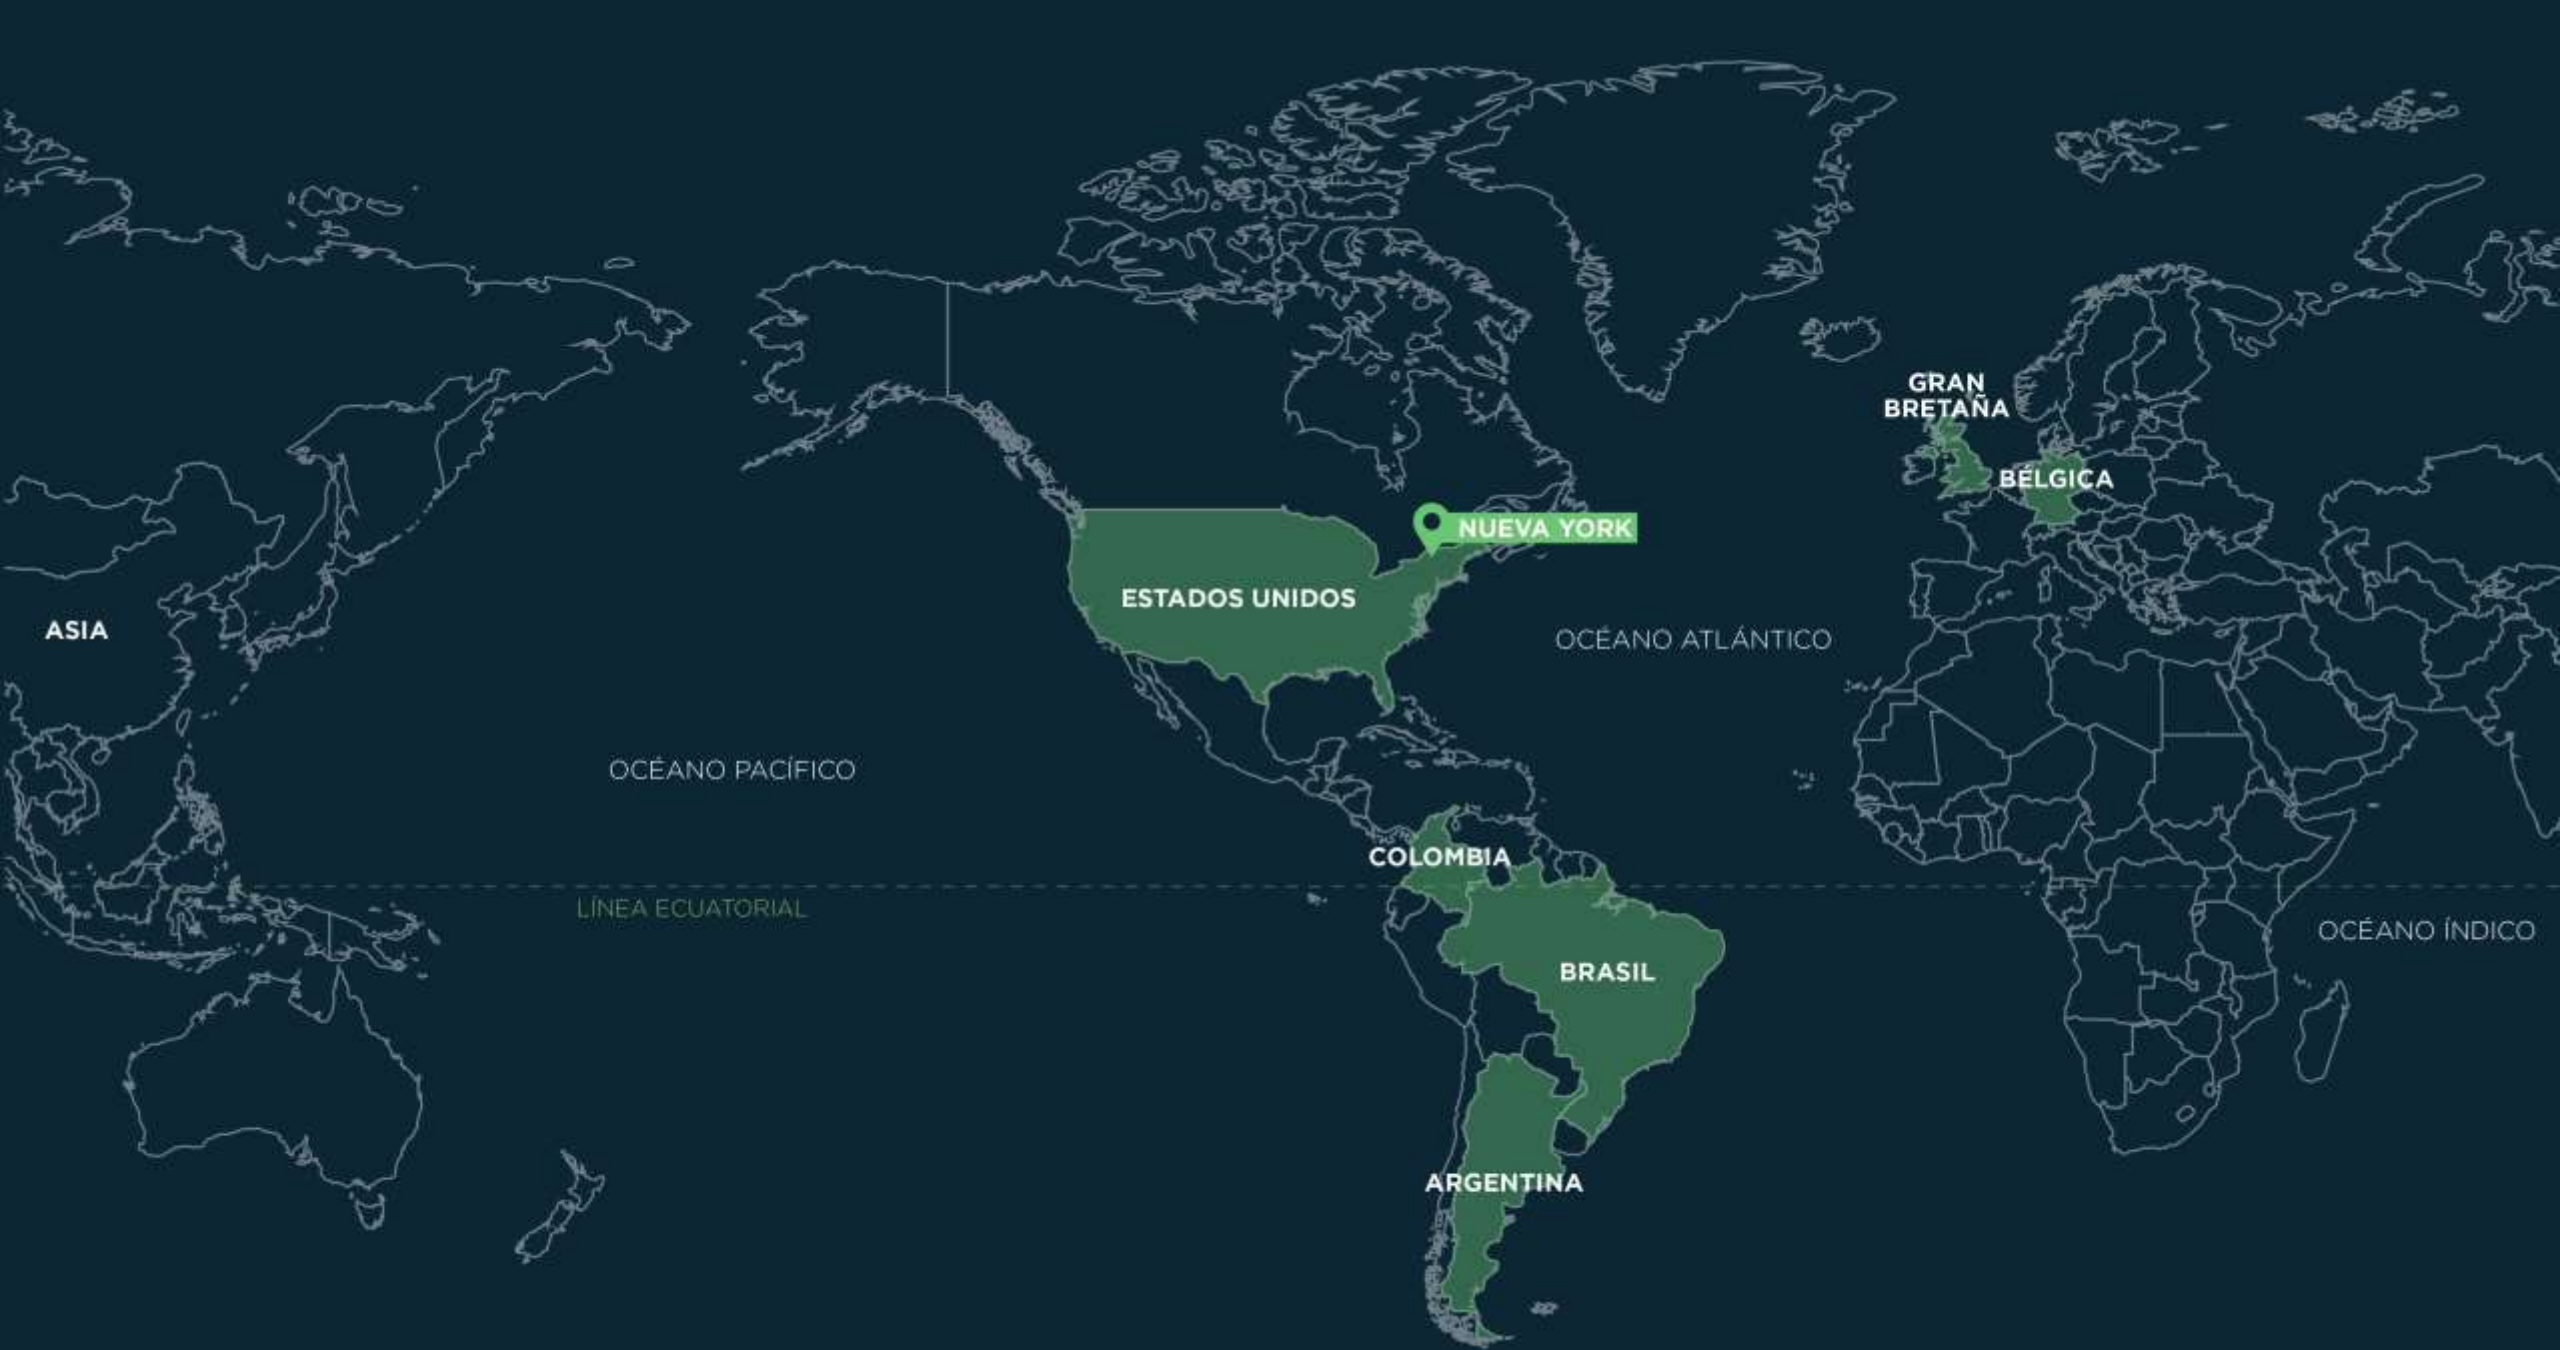 GRAN
BRETAÑA
BÉLGICA
NUEVA YORK
ESTADOS UNIDOS
ASIA
OCÉANO ATLÁNTICO
OCÉANO PACÍFICO
COLOMBIA
LÍNEA ECUATORIAL
OCÉANO ÍNDICO
BRASIL
ARGENTINA